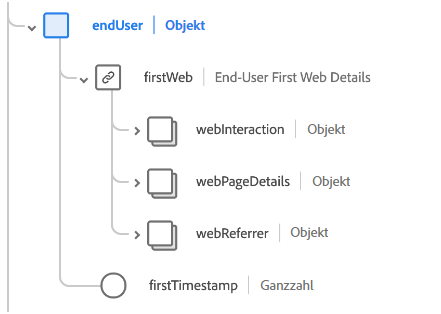 endUser | Objekt
firstWeb | End-User First Web Details
webInteraction | Objekt
webPageDetails | Objekt
webReferrer | Objekt
firstTimestamp | Ganzzahl